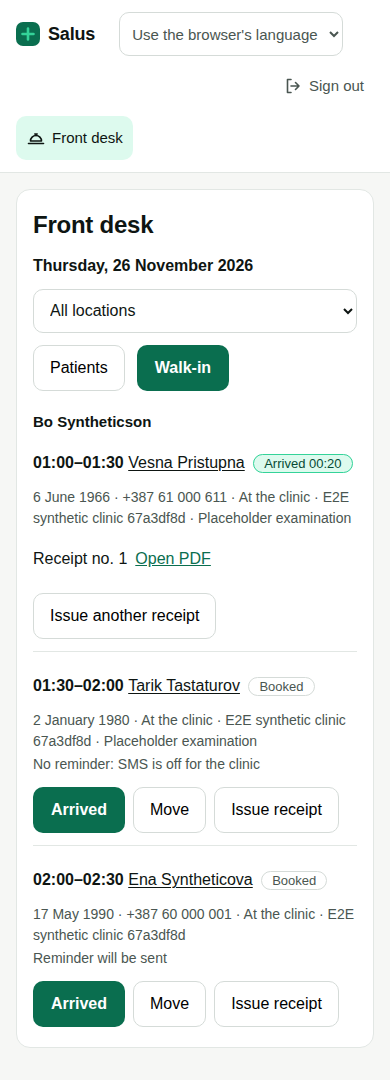 Salus
Use the browser's language
Sign out
Front desk
Front desk
Thursday, 26 November 2026
All locations
Patients Walk-in
Bo Syntheticson
01:00–01:30 Vesna Pristupna Arrived 00:20
6 June 1966 · +387 61 000 611 · At the clinic · E2E
synthetic clinic 67a3df8d · Placeholder examination
Receipt no. 1 Open PDF
Issue another receipt
01:30–02:00 Tarik Tastaturov Booked
2 January 1980 · At the clinic · E2E synthetic clinic
67a3df8d · Placeholder examination
No reminder: SMS is off for the clinic
Arrived Move Issue receipt
02:00–02:30 Ena Syntheticova Booked
17 May 1990 · +387 60 000 001 · At the clinic · E2E
synthetic clinic 67a3df8d
Reminder will be sent
Arrived Move Issue receipt